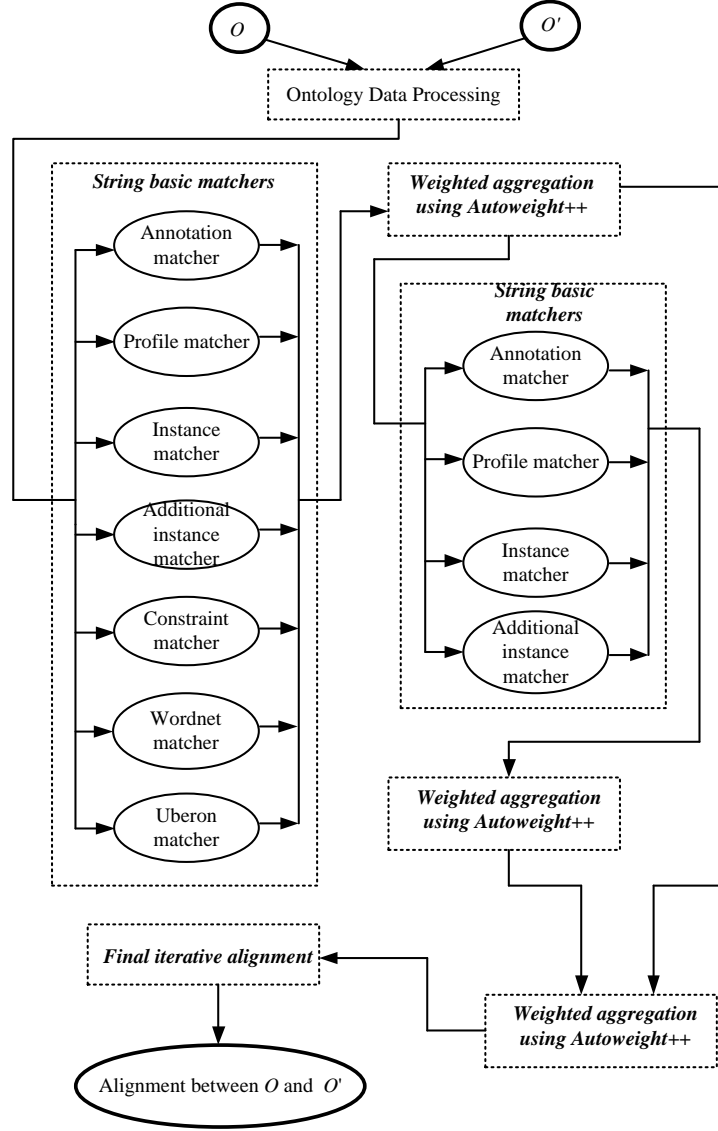 O
O'
Ontology Data Processing
String basic matchers
Annotation
matcher
Profile matcher
Instance
matcher
Additional
instance
matcher
Constraint
matcher
Wordnet
matcher
Uberon
matcher
Weighted aggregation
using Autoweight++
String basic
matchers
Annotation
matcher
Profile matcher
Instance
matcher
Additional
instance
matcher
Weighted aggregation
using Autoweight++
Weighted aggregation
using Autoweight++
Final iterative alignment
Alignment between O and O'